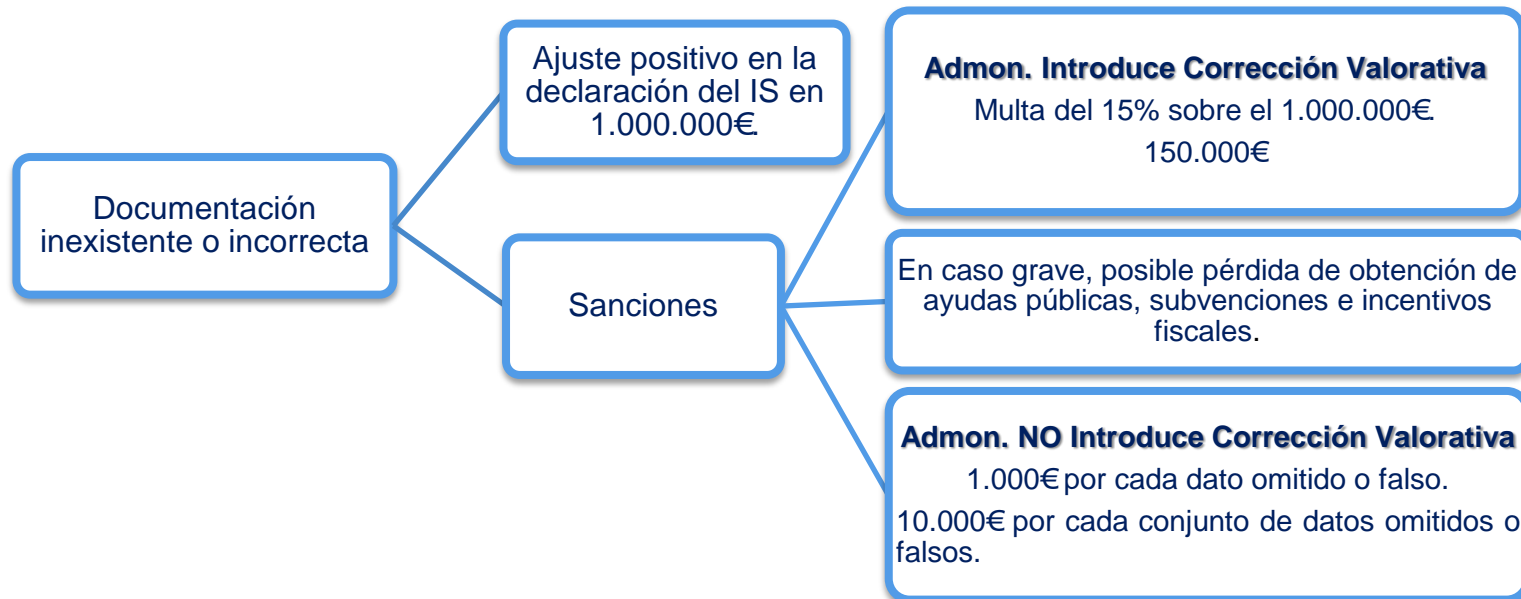 Documentación
inexistente o incorrecta
Ajuste positivo en la
declaración del IS en
1.000.000€.
Sanciones
Admon. Introduce Corrección Valorativa
Multa del 15% sobre el 1.000.000€.
150.000€
En caso grave, posible pérdida de obtención de
ayudas públicas, subvenciones e incentivos
fiscales.
Admon. NO Introduce Corrección Valorativa
1.000€ por cada dato omitido o falso.
10.000€ por cada conjunto de datos omitidos o
falsos.